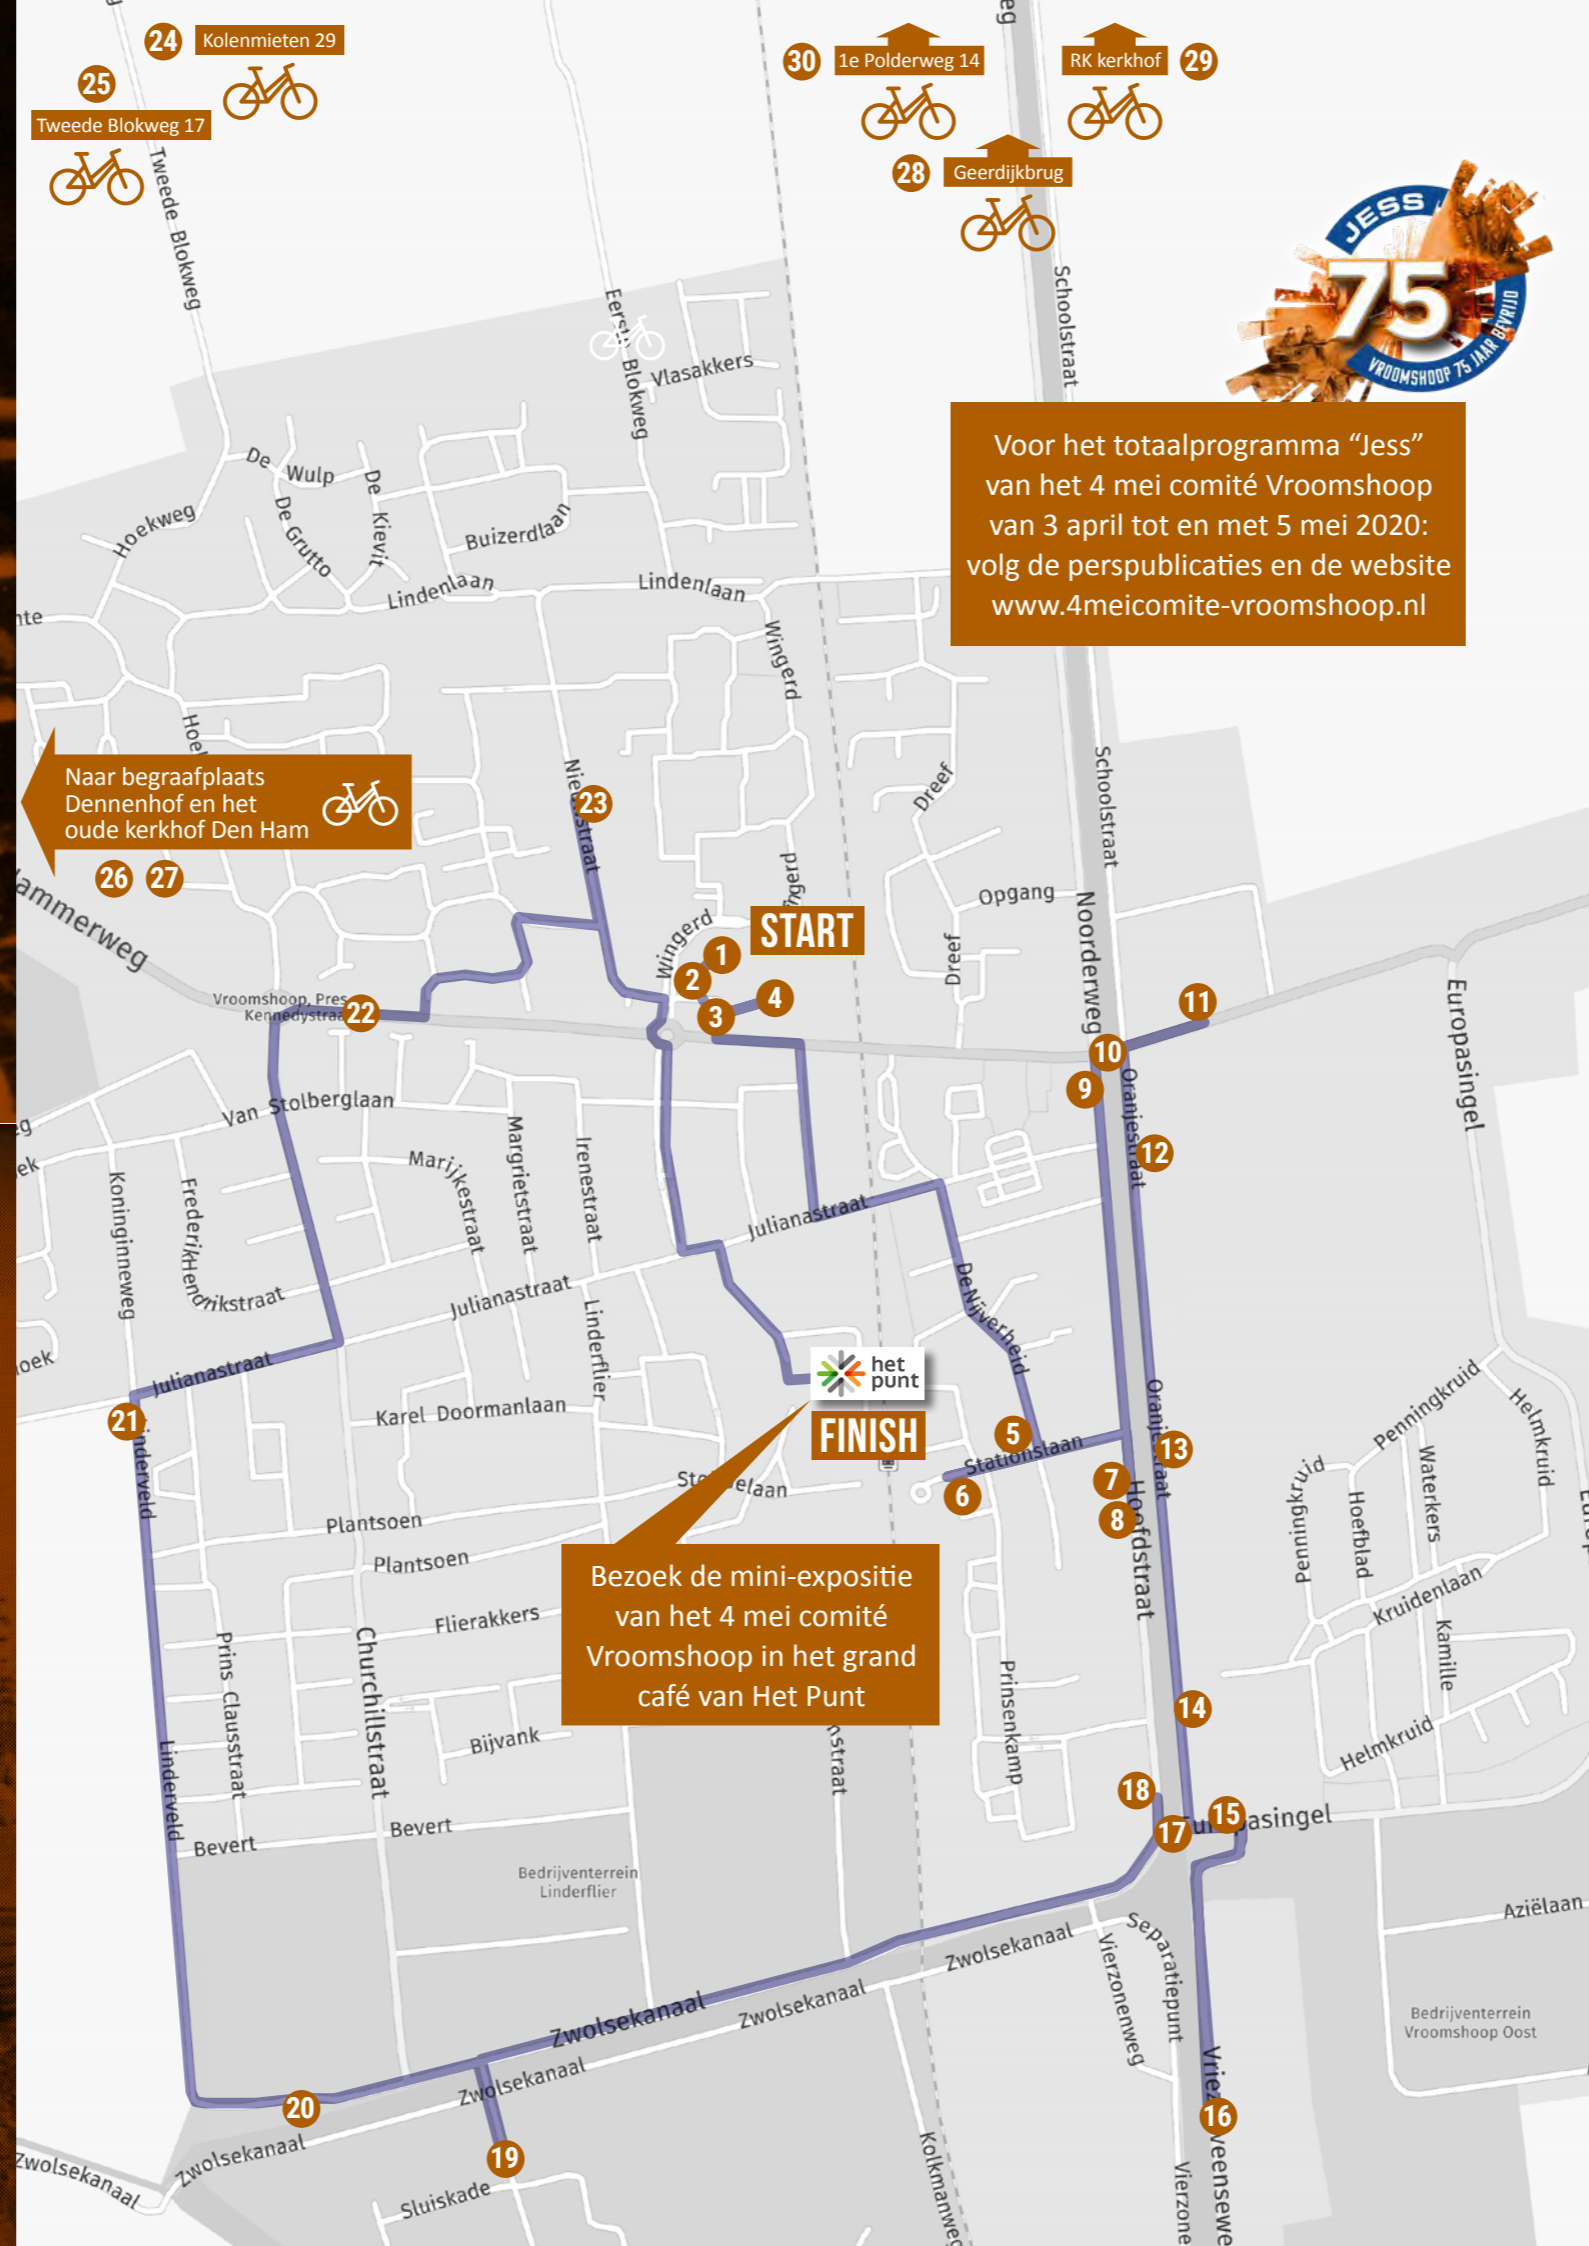 24
Kolenmieten 29
25
Tweede Blokweg 17
30
1e Polderweg 14
RK kerkhof
29
28
Geerdijkbrug
Tweede Blokweg
Schoolstraat
JESS
75
VROOMSHOOP 75 JAAR BEVRIJD
Eerste Blokweg
Vlasakkers
Voor het totaalprogramma “Jess”
van het 4 mei comité Vroomshoop
van 3 april tot en met 5 mei 2020:
volg de perspublicaties en de website
www.4meicomite-vroomshoop.nl
De Wulp
De Kievit
De Grutto
Hoekweg
Buizerdlaan
Lindenlaan
Lindenlaan
Wingerd
Naar begraafplaats
Dennenhof en het
oude kerkhof Den Ham
26
27
23
Dreef
Schoolstraat
Opgang
Noorderweg
Dreef
Wingerd
START
1
2
3
4
Vroomshoop, Pres.
Kennedystraat
22
11
10
9
Europasingel
Oranjestraat
12
Van Stolberglaan
Marijkestraat
Margrietstraat
Irenestraat
Koninginneweg
Frederik Hendrikstraat
Julianastraat
Julianastraat
Linderflier
Julianastraat
De Nijverheid
het
punt
FINISH
21
Linderveld
Karel Doormanlaan
5
Stationslaan
6
7
8
Hoofdstraat
Oranjestraat
13
Penningkruid
Helmkruid
Penningkruid
Waterkers
Hoefblad
Kruidenlaan
Kamille
Helmkruid
Plantsoen
Plantsoen
Flierakkers
Bezoek de mini-expositie
van het 4 mei comité
Vroomshoop in het grand
café van Het Punt
Prins Clausstraat
Churchillstraat
Bijvank
Prinsenkamp
14
Linderveld
Bevert
Bevert
18
17
15
Europasingel
Bedrijventerrein
Linderflier
Aziëlaan
Zwolsekanaal
Separatiepunt
Vierzonenweg
Zwolsekanaal
Zwolsekanaal
Bedrijventerrein
Vroomshoop Oost
Zwolsekanaal
20
16
19
Zwolsekanaal
Zwolsekanaal
Sluiskade